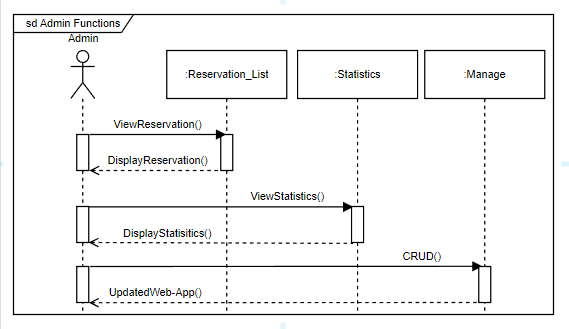 sd Admin Functions
Admin
:Reservation_List
:Statistics
:Manage
ViewReservation()
DisplayReservation()
ViewStatistics()
DisplayStatisitics()
CRUD()
UpdatedWeb-App()